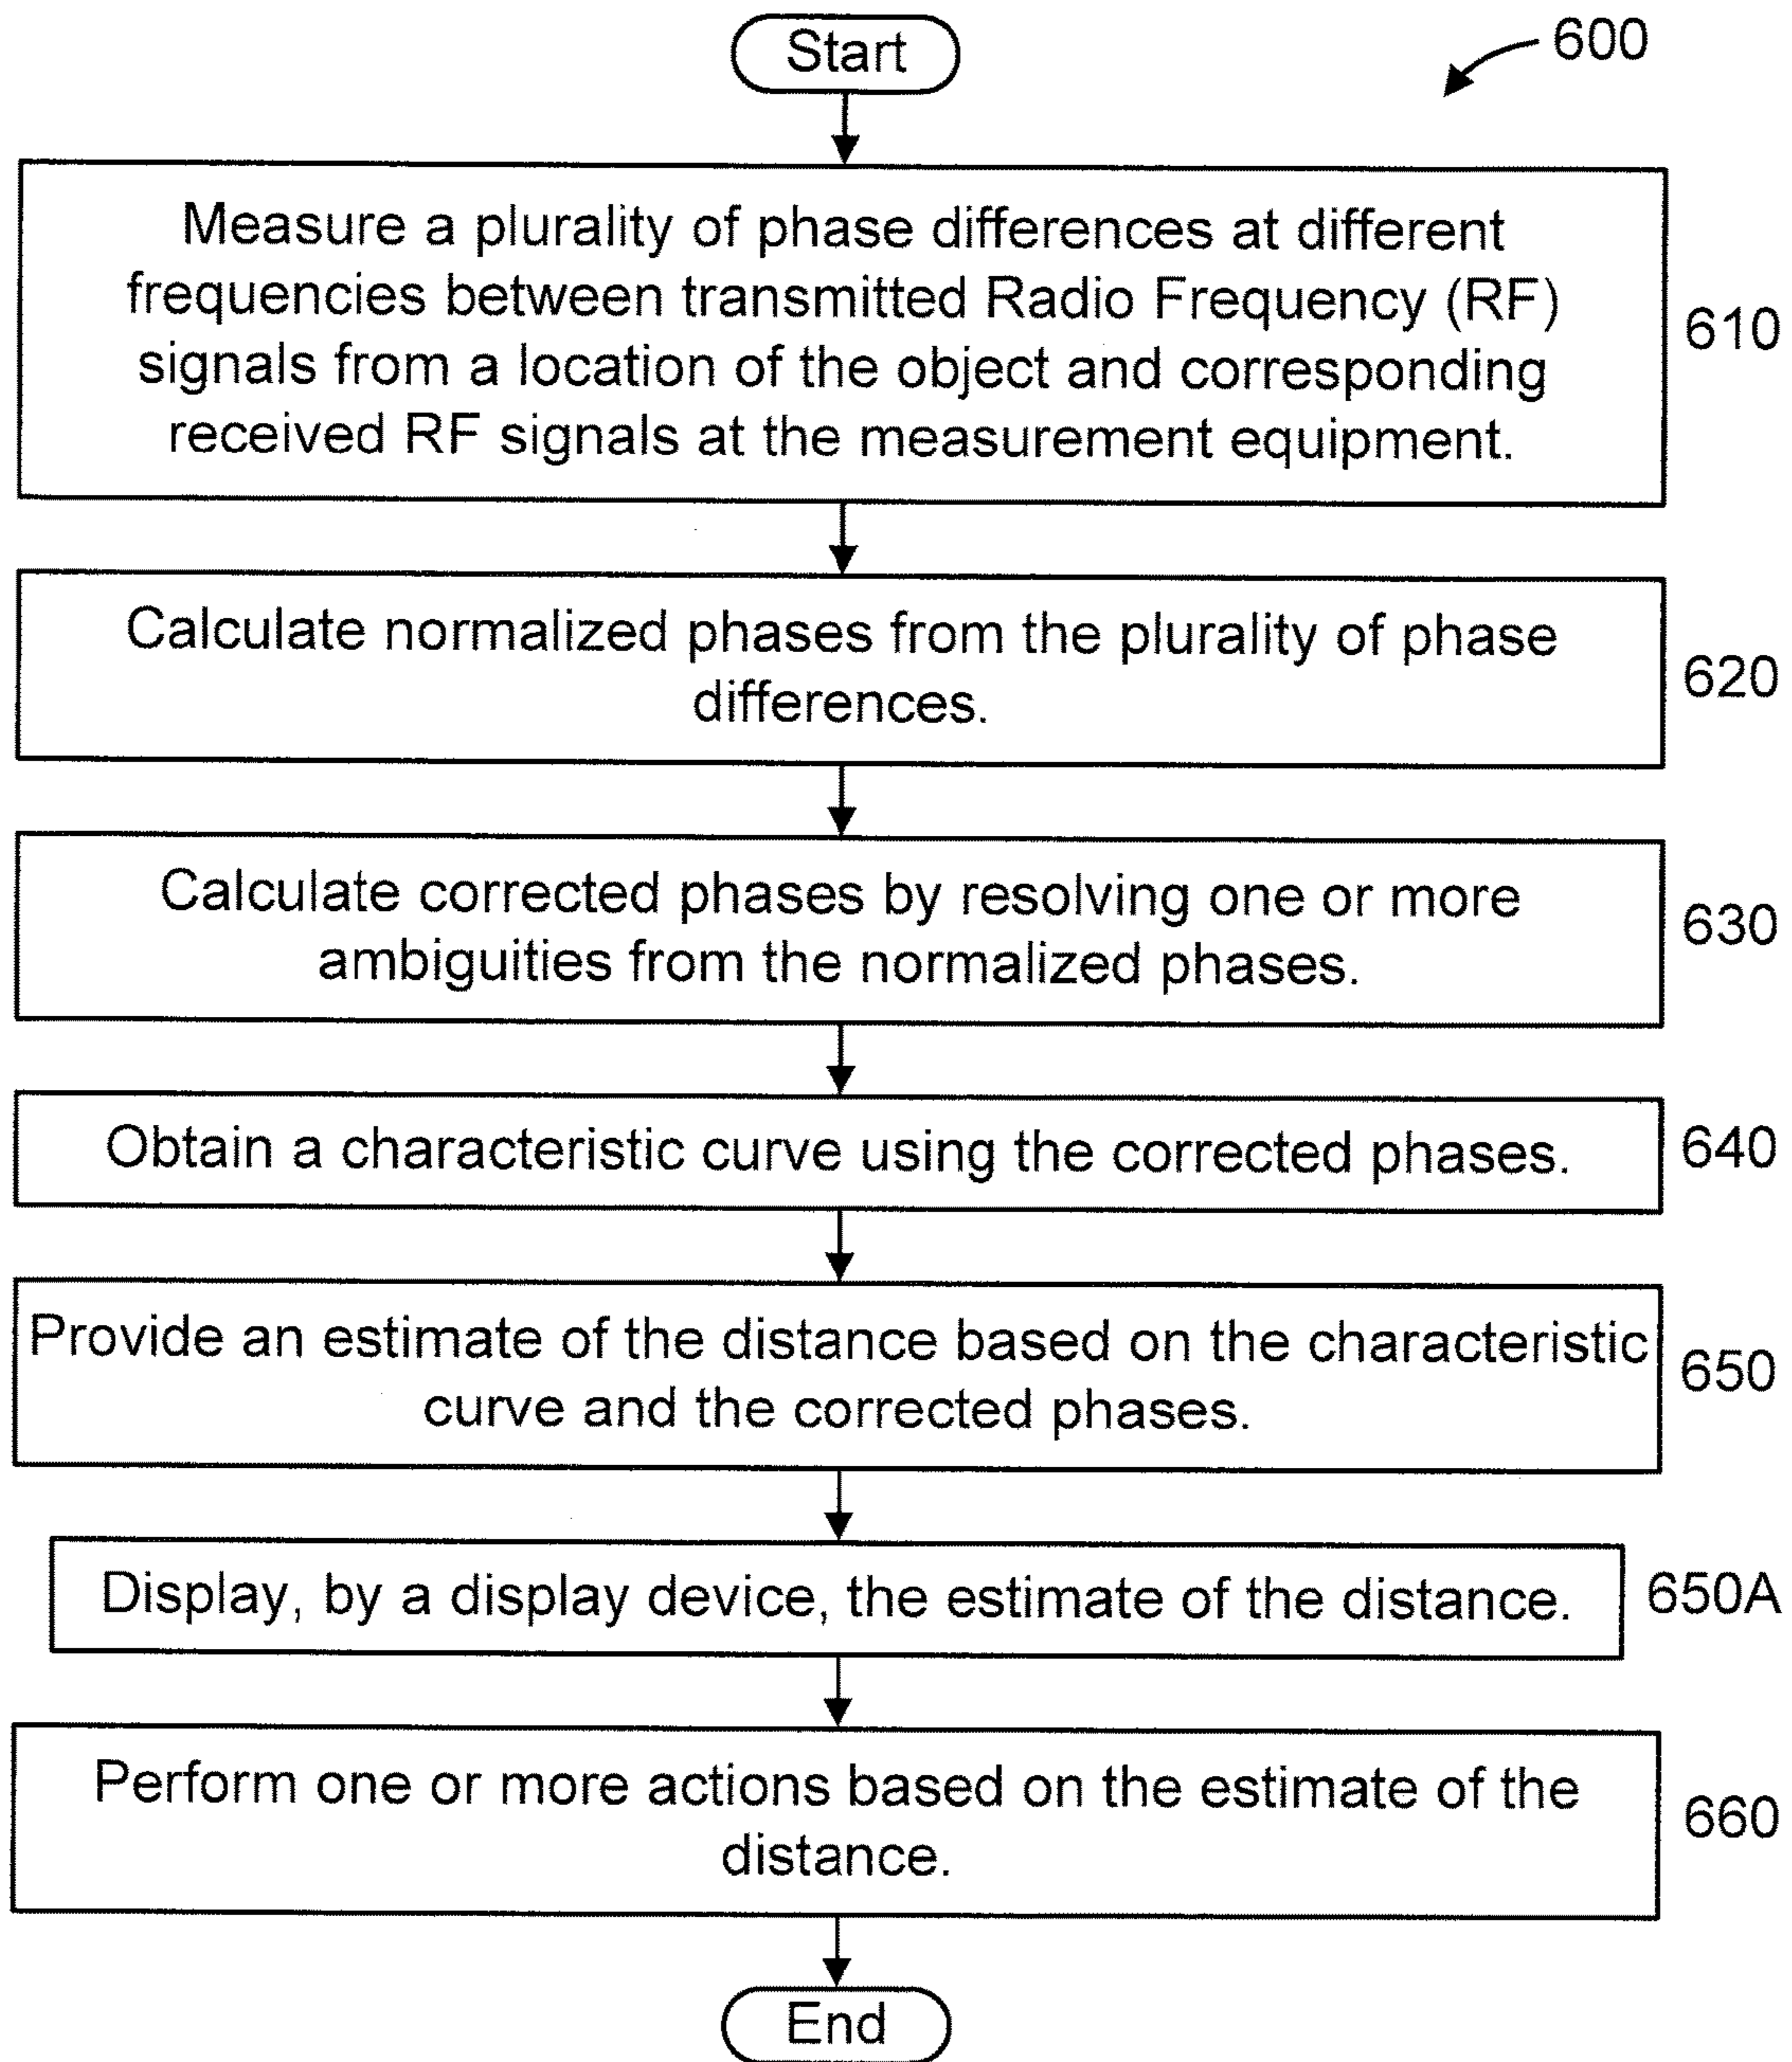 Start
600
Measure a plurality of phase differences at different
frequencies between transmitted Radio Frequency (RF)
signals from a location of the object and corresponding
received RF signals at the measurement equipment.
610
Calculate normalized phases from the plurality of phase
differences.
620
Calculate corrected phases by resolving one or more
ambiguities from the normalized phases.
630
Obtain a characteristic curve using the corrected phases.
640
Provide an estimate of the distance based on the characteristic
curve and the corrected phases.
650
Display, by a display device, the estimate of the distance.
650A
Perform one or more actions based on the estimate of the
distance.
660
End